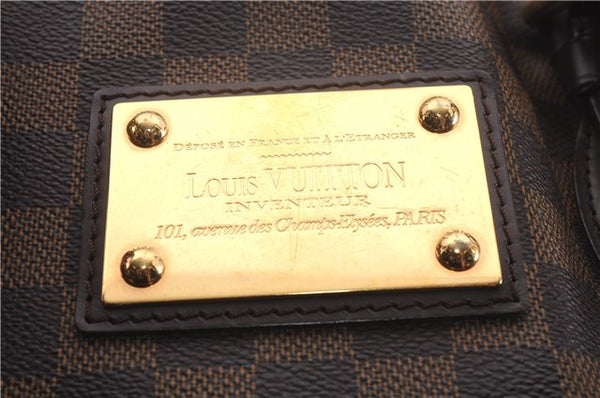 DÉPOSÉ EN FRANCE ET À L'ÉTRANGER
LOUIS VUITTON
INVENTEUR
101, avenue des Champs-Elysées, PARIS